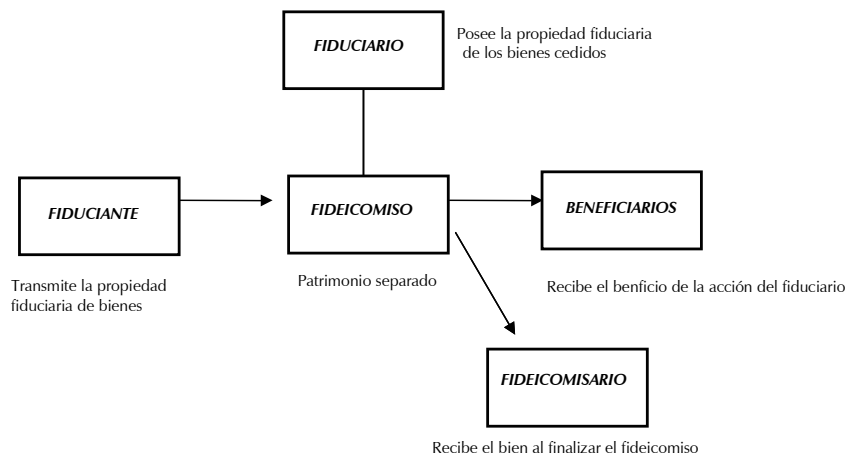 FIDUCIARIO
Posee la propiedad fiduciaria
de los bienes cedidos
FIDUCIANTE
FIDEICOMISO
BENEFICIARIOS
Transmite la propiedad
fiduciaria de bienes
Patrimonio separado
Recibe el benficio de la acción del fiduciario
FIDEICOMISARIO
Recibe el bien al finalizar el fideicomiso